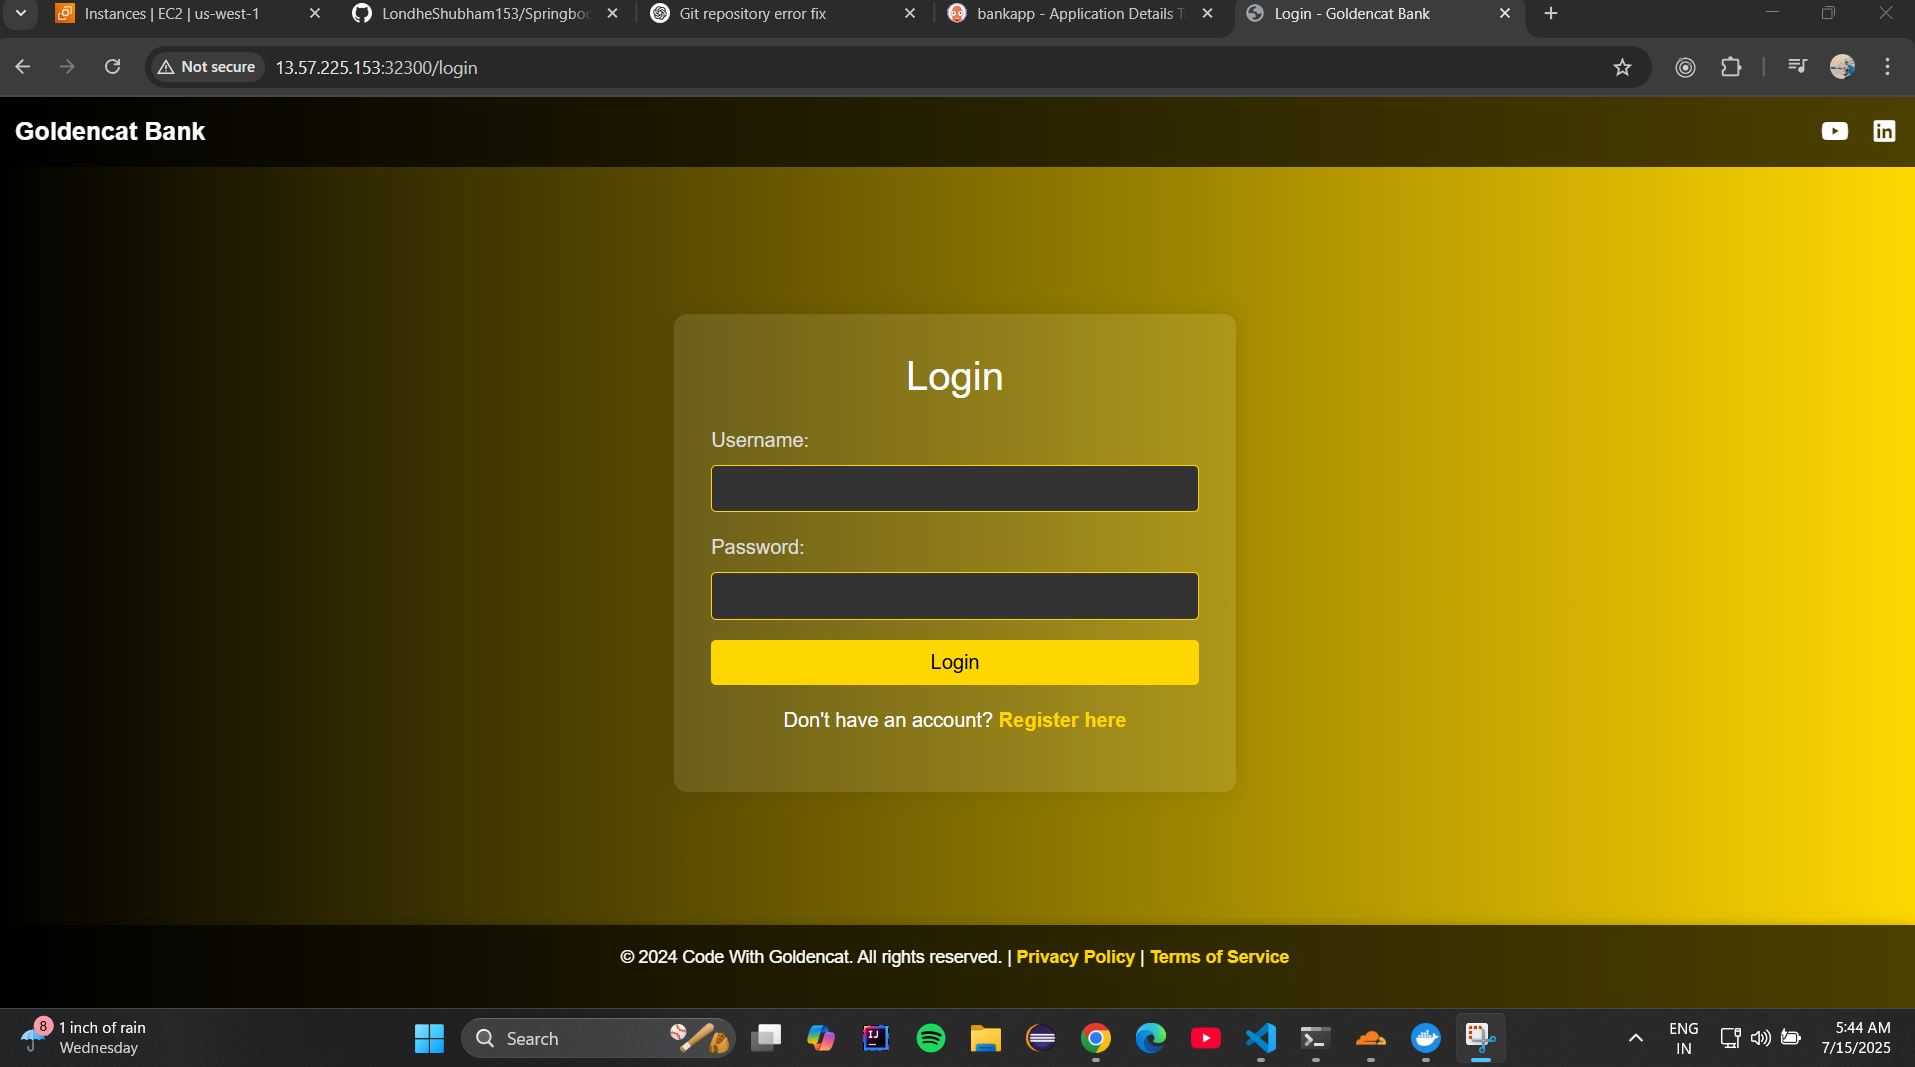 Instances | EC2 | us-west-1
LondheShubham153/Springboo
Git repository error fix
bankapp - Application Details T
Login - Goldencat Bank
Not secure
13.57.225.153:32300/login
Goldencat Bank
in
Login
Username:
Password:
Login
Don't have an account? Register here
© 2024 Code With Goldencat. All rights reserved. | Privacy Policy | Terms of Service
8
1 inch of rain
Wednesday
Search
IJ
ENG
IN
5:44 AM
7/15/2025